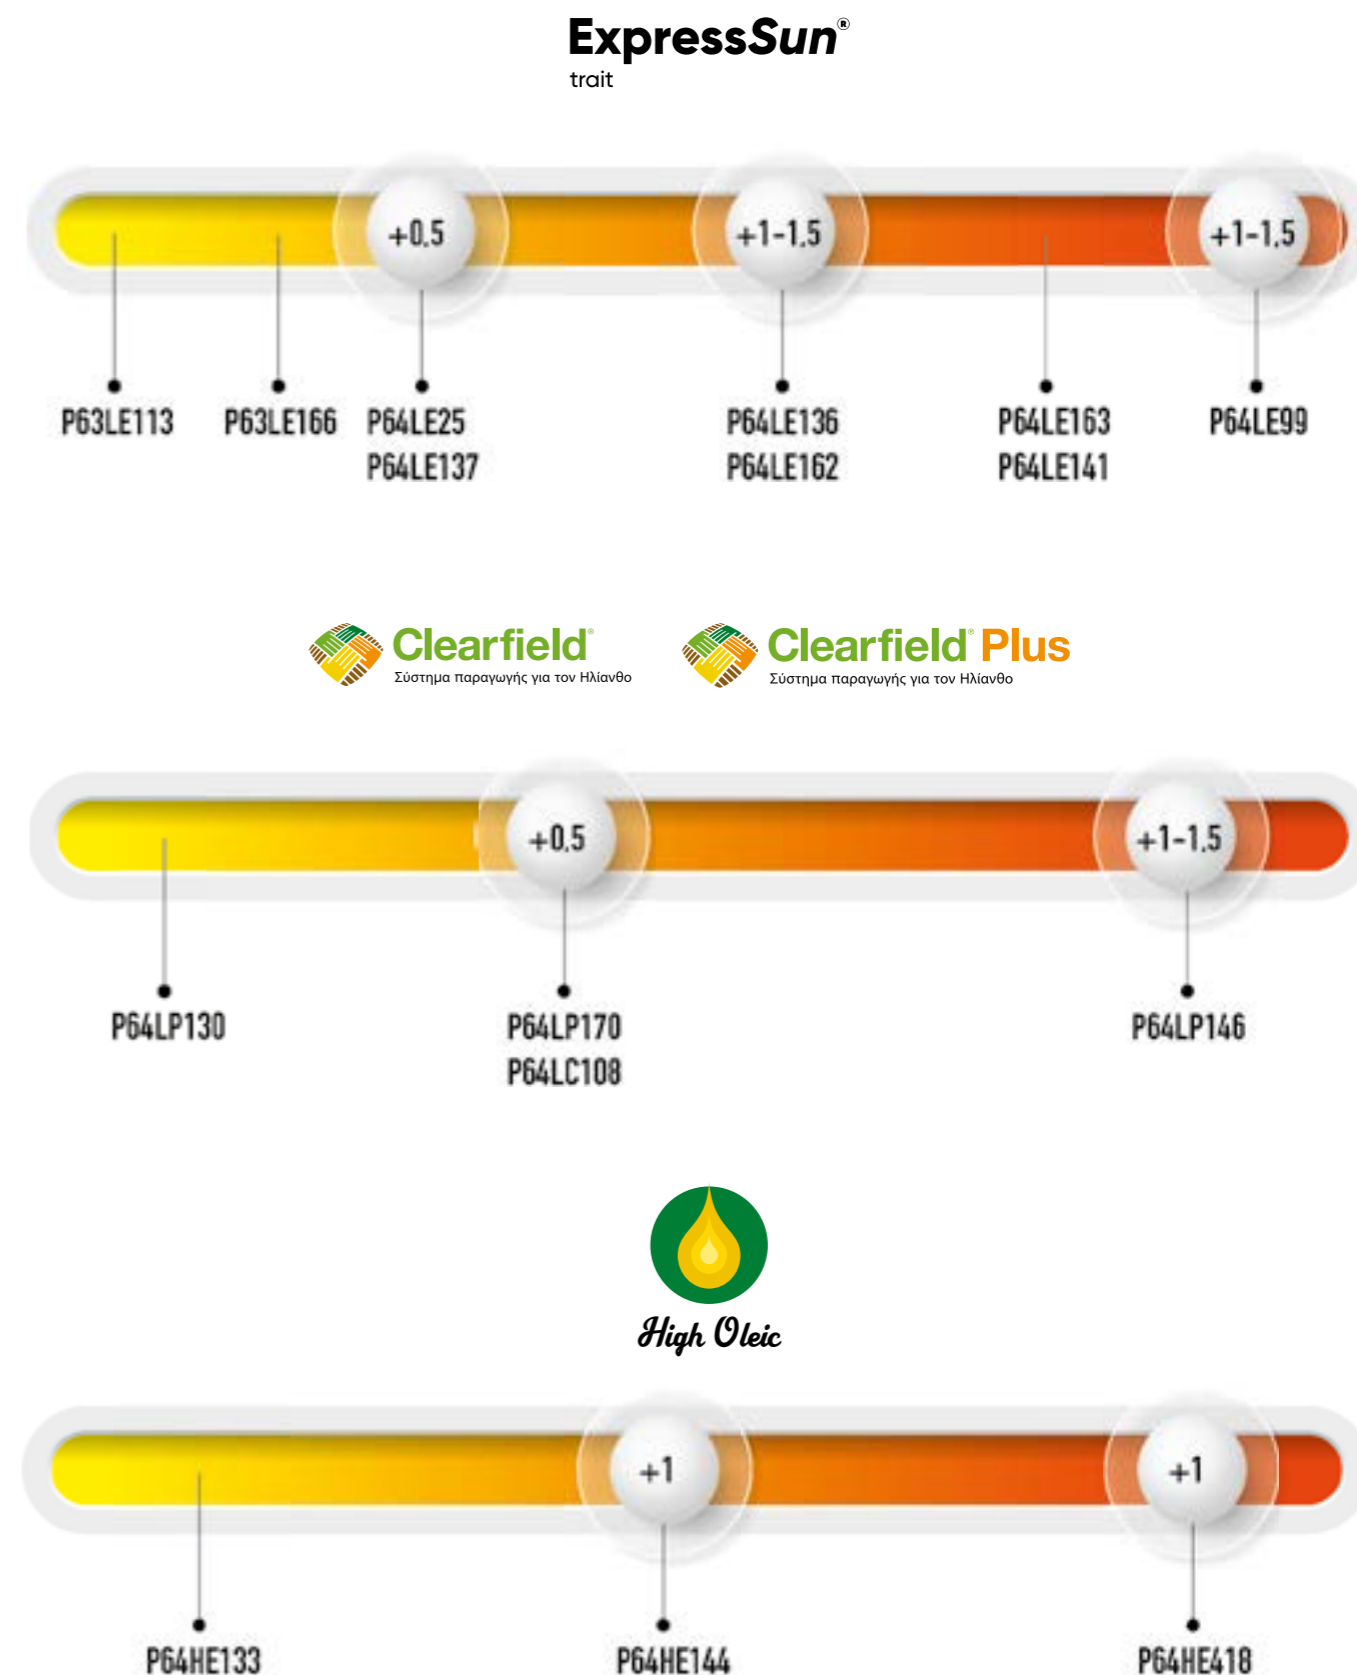 ExpressSun®
trait
+0,5
+1-1,5
+1-1,5
P63LE113 P63LE166 P64LE25 P64LE136 P64LE163 P64LE99
P64LE137 P64LE162 P64LE141
Clearfield® Clearfield® Plus
Σύστημα παραγωγής για τον Ηλίανθο Σύστημα παραγωγής για τον Ηλίανθο
+0,5
+1-1,5
P64LP130 P64LP170 P64LP146
P64LC108
High Oleic
+1
+1
P64HE133 P64HE144 P64HE418